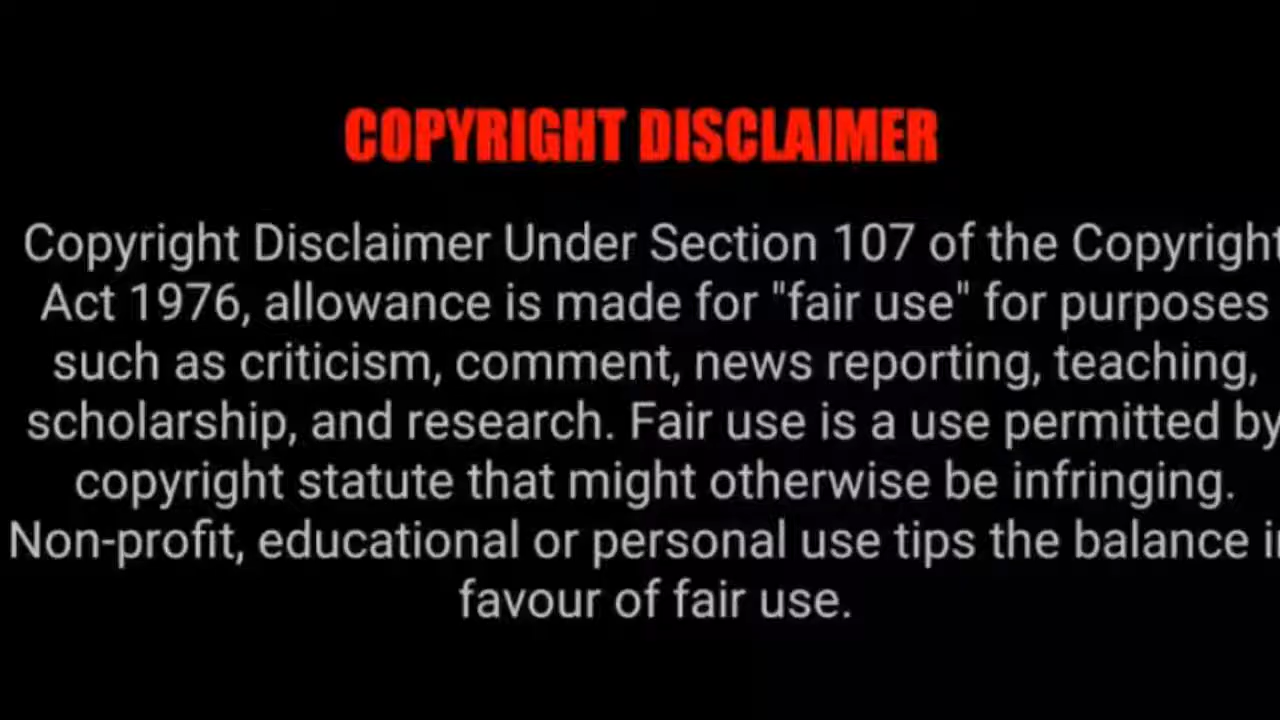 COPYRIGHT DISCLAIMER
Copyright Disclaimer Under Section 107 of the Copyright
Act 1976, allowance is made for "fair use" for purposes
such as criticism, comment, news reporting, teaching,
scholarship, and research. Fair use is a use permitted by
copyright statute that might otherwise be infringing.
Non-profit, educational or personal use tips the balance in
favour of fair use.